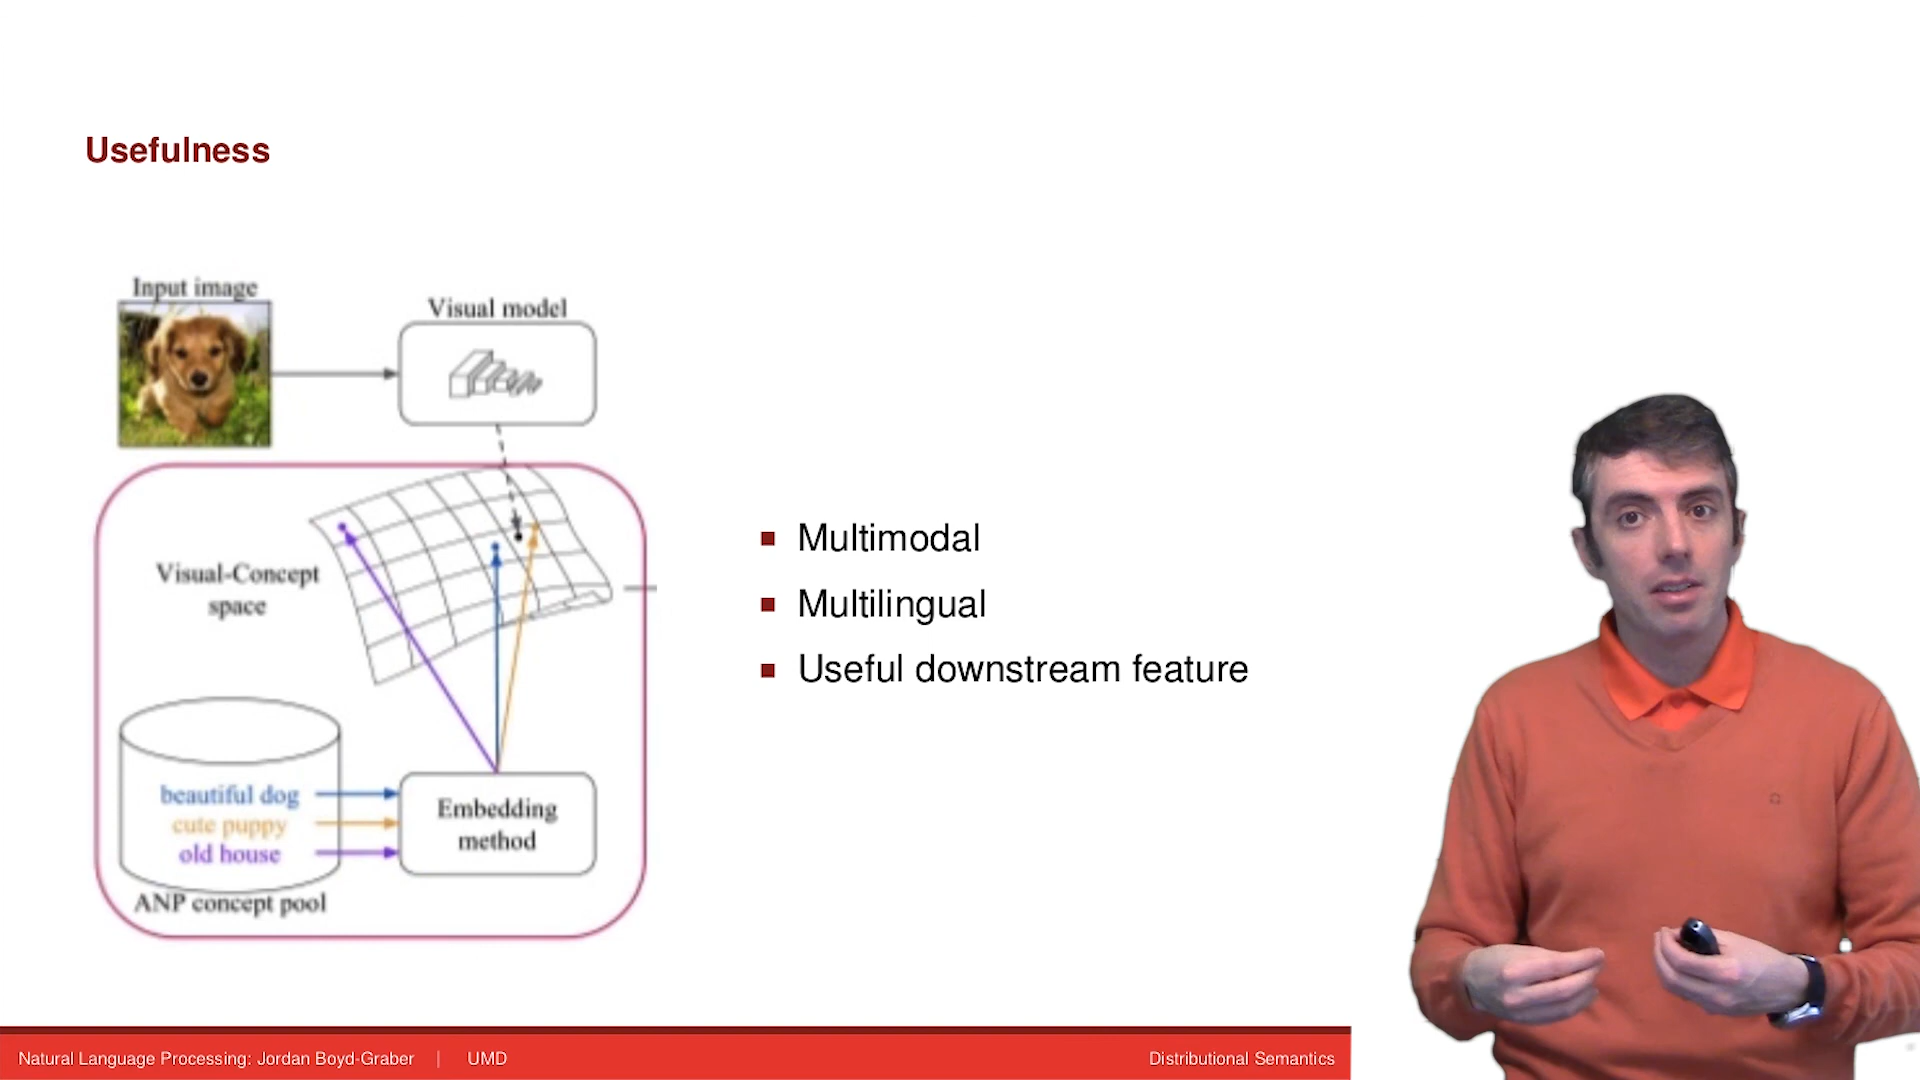 Usefulness
Input image
Visual model
Visual-Concept
space
beautiful dog
cute puppy
old house
Embedding
method
ANP concept pool
Multimodal
Multilingual
Useful downstream feature
Natural Language Processing: Jordan Boyd-Graber | UMD
Distributional Semantics